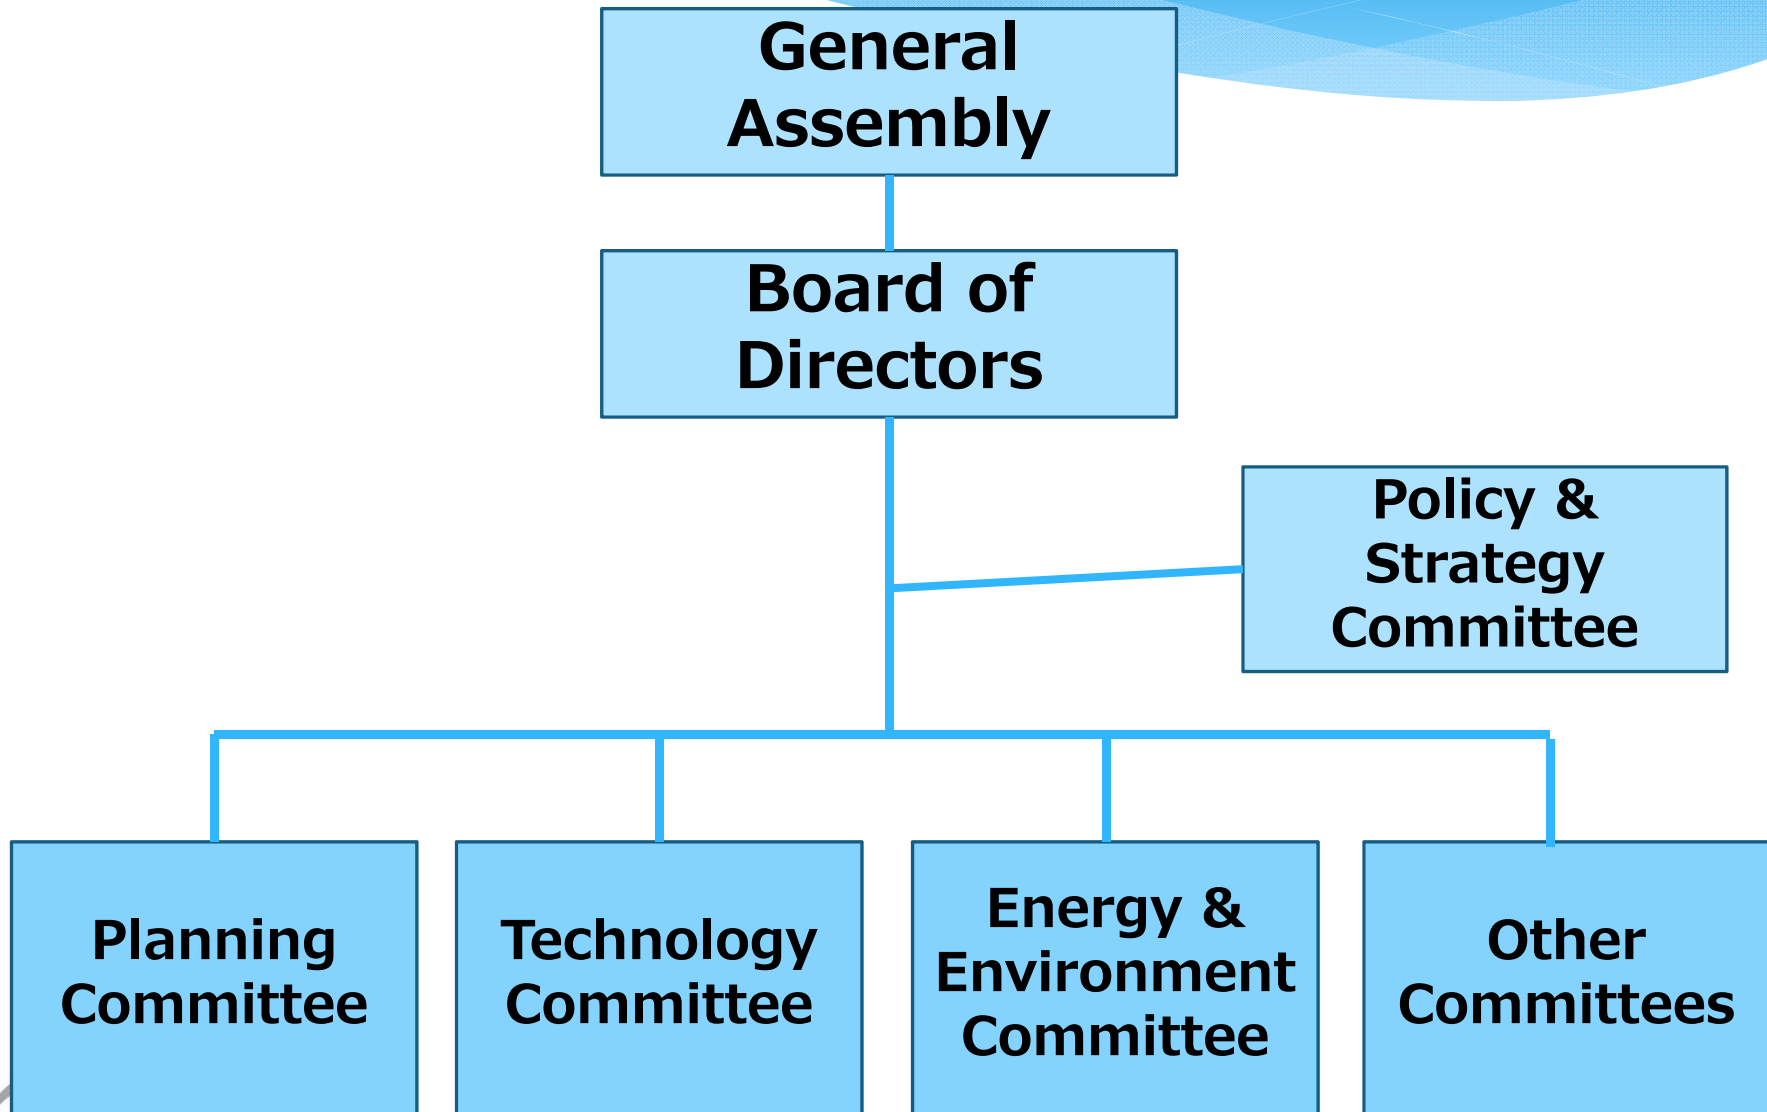 General
Assembly
Board of
Directors
Policy &
Strategy
Committee
Planning
Committee
Technology
Committee
Energy &
Environment
Committee
Other
Committees